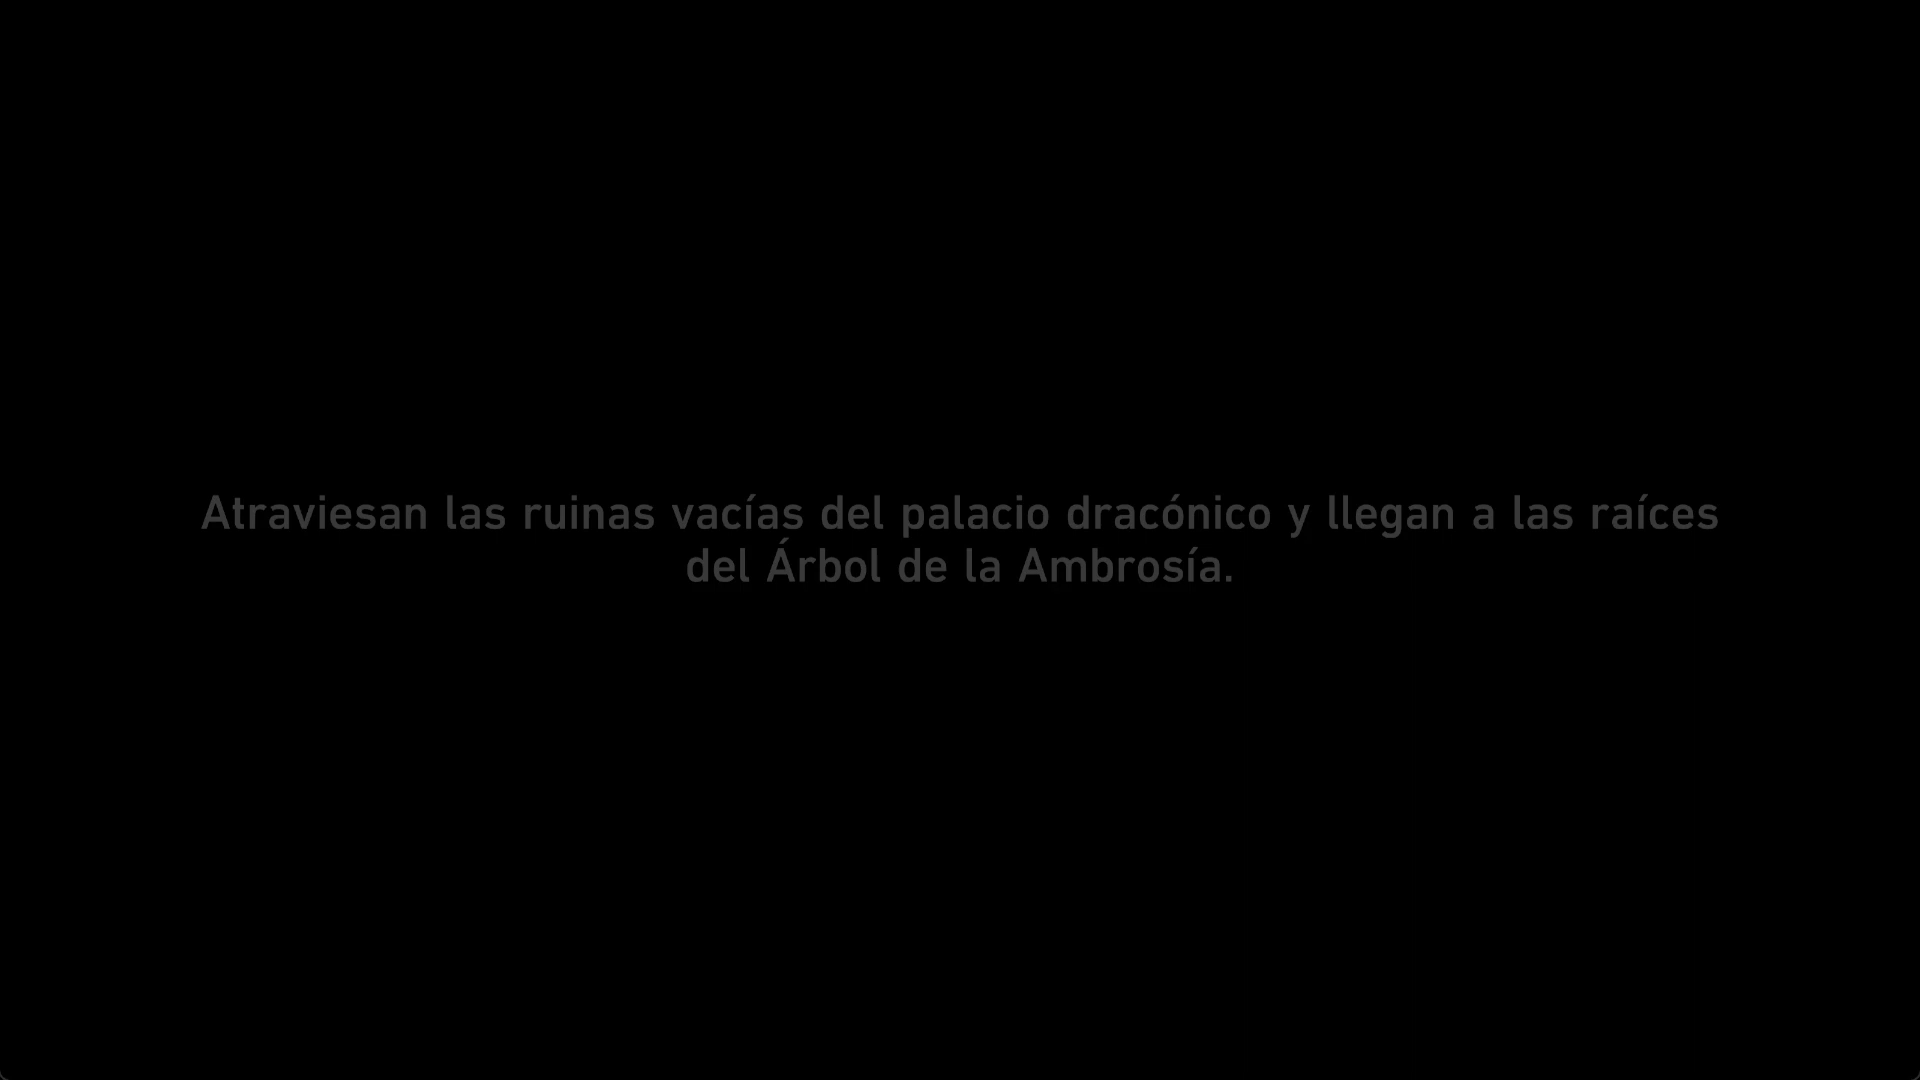 Atraviesan las ruinas vacías del palacio dracónico y llegan a las raíces
del Árbol de la Ambrosía.